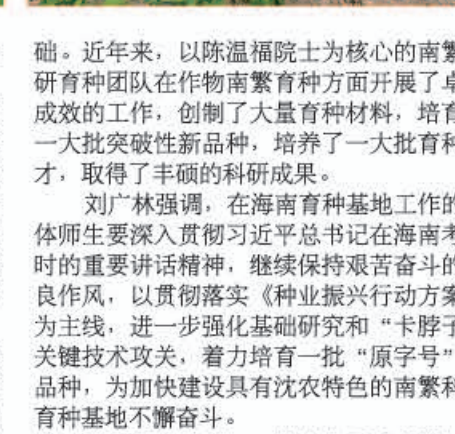 础。近年来，以陈温福院士为核心的南繁
研育种团队在作物南繁育种方面开展了卓
成效的工作，创制了大量育种材料，培育
一大批突破性新品种，培养了一大批育种
才，取得了丰硕的科研成果。
刘广林强调，在海南育种基地工作的
体师生要深入贯彻习近平总书记在海南考
时的重要讲话精神，继续保持艰苦奋斗的
良作风，以贯彻落实《种业振兴行动方案
为主线，进一步强化基础研究和“卡脖子
关键技术攻关，着力培育一批“原字号”
品种，为加快建设具有沈农特色的南繁科
育种基地不懈奋斗。